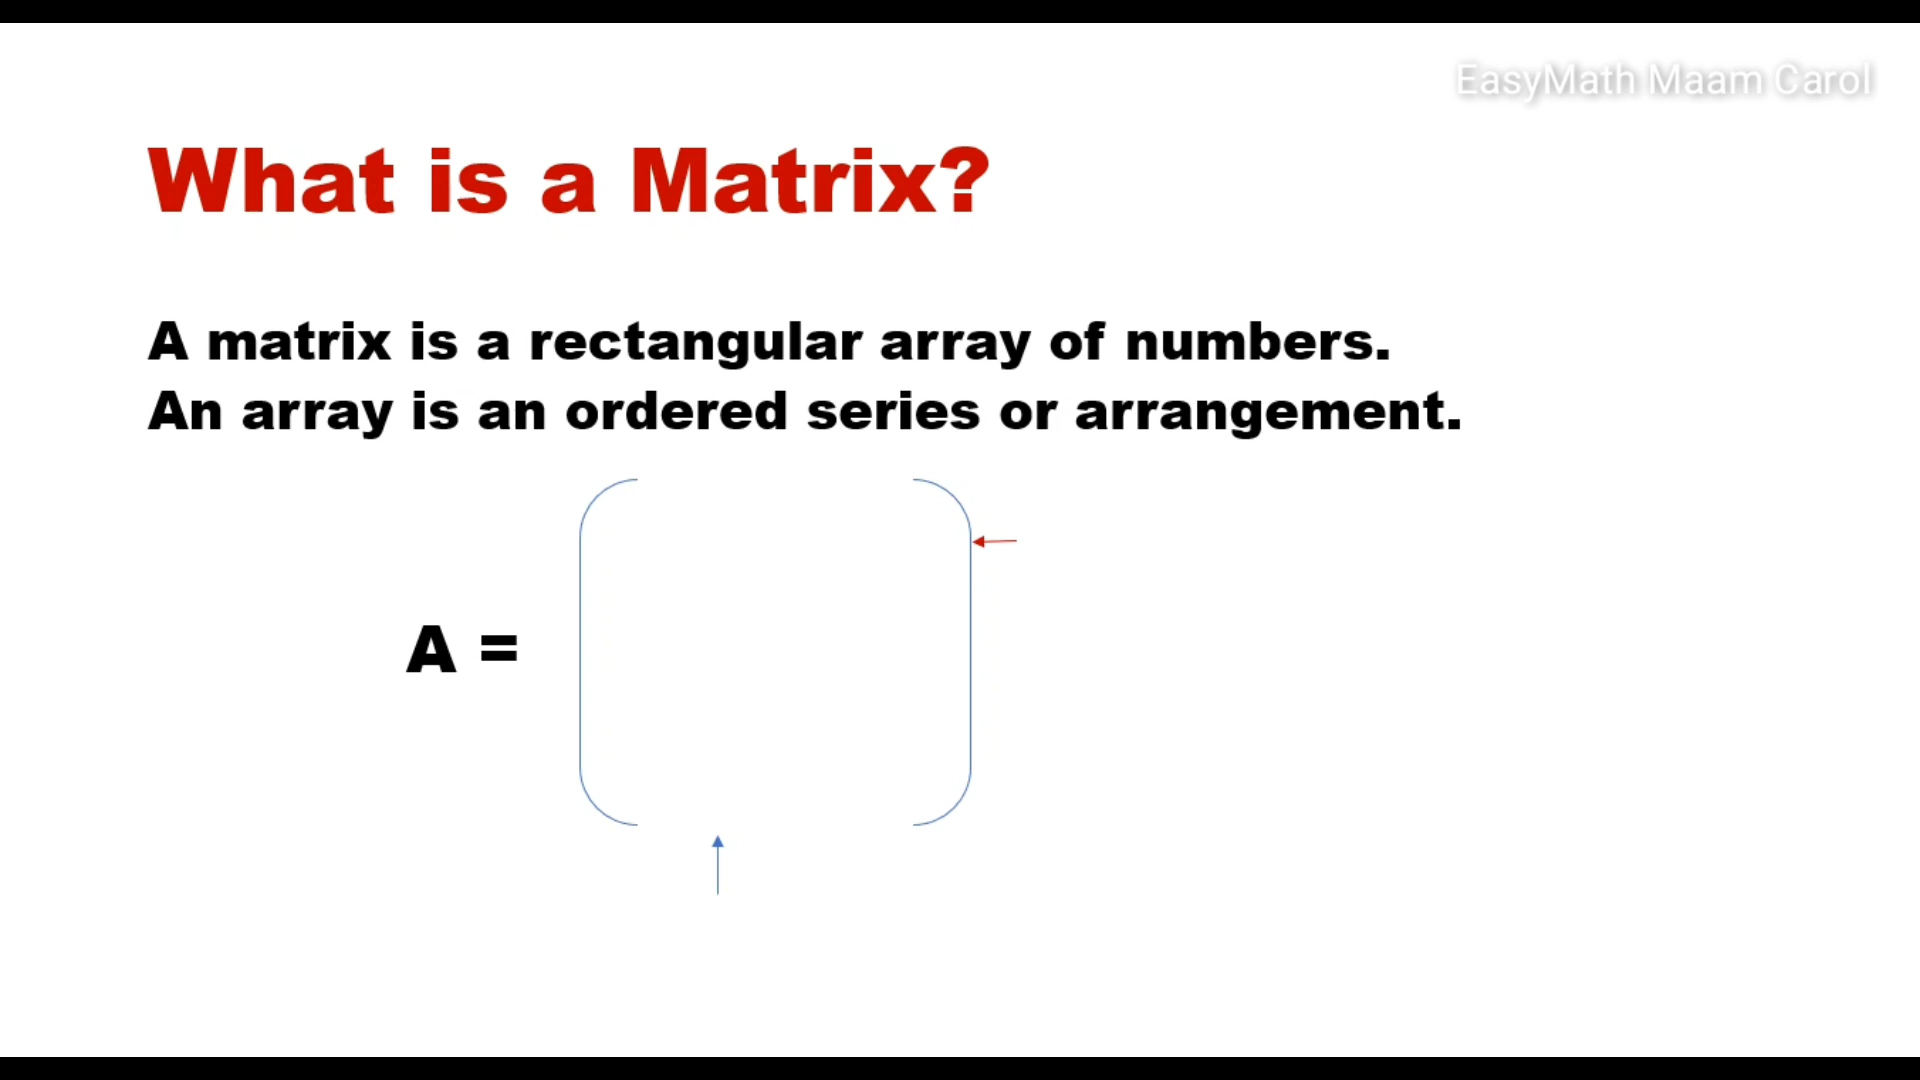 EasyMath Maam Carol
What is a Matrix?
A matrix is a rectangular array of numbers.
An array is an ordered series or arrangement.
A =